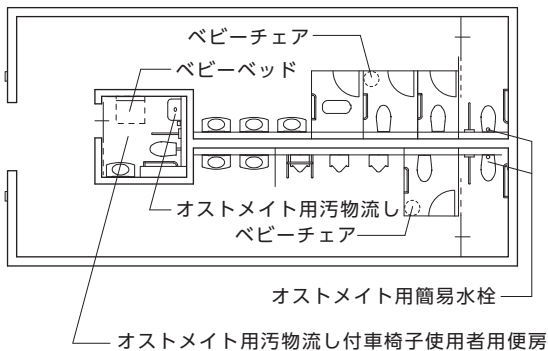 ベビーチェア
ベビーベッド
オストメイト用汚物流し
ベビーチェア
オストメイト用簡易水栓
オストメイト用汚物流し付車椅子使用者用便房